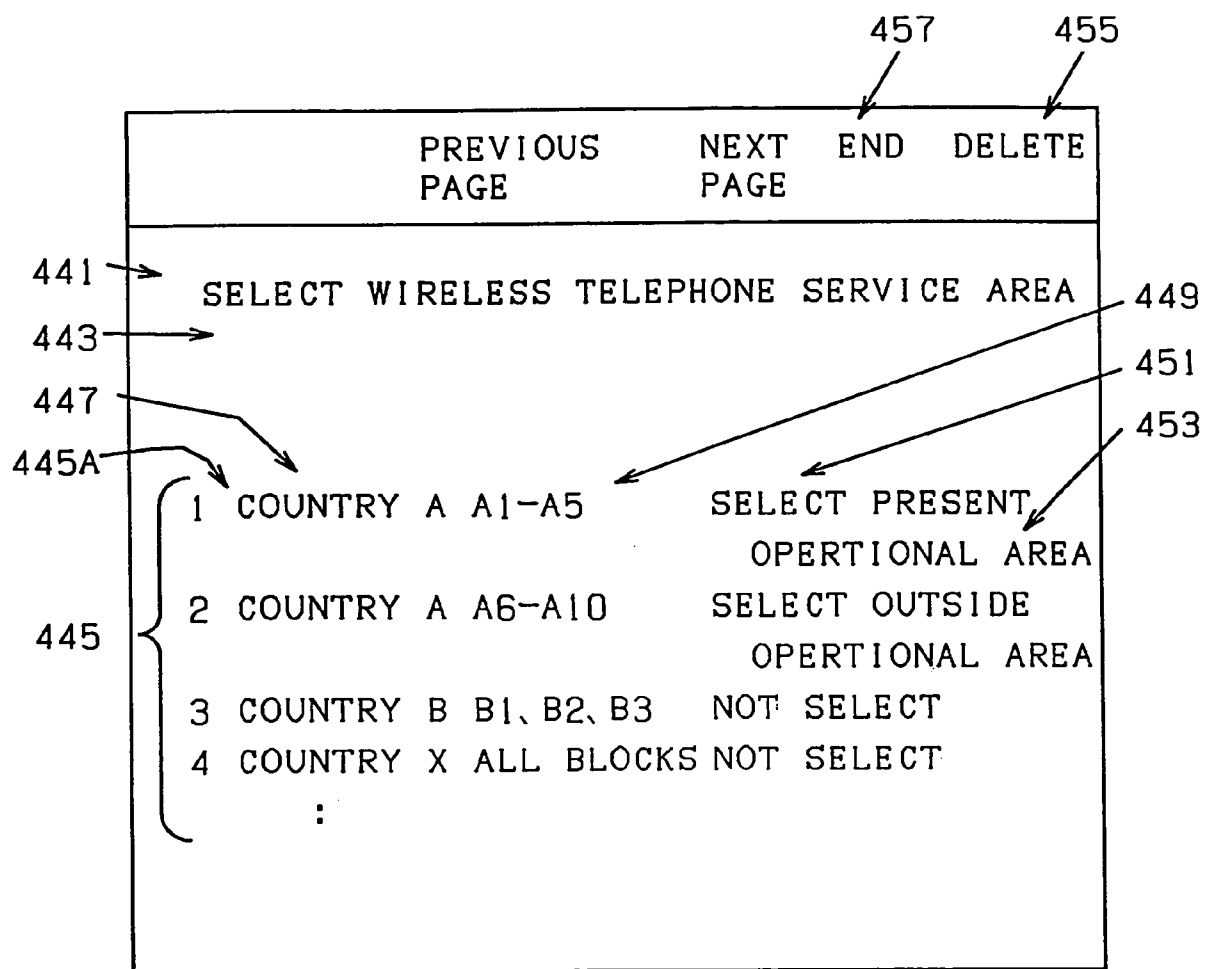 457 455
PREVIOUS NEXT END DELETE
PAGE PAGE
441
SELECT WIRELESS TELEPHONE SERVICE AREA
449
443
451
447
453
445A
1 COUNTRY A A1-A5 SELECT PRESENT
OPERTIONAL AREA
2 COUNTRY A A6-A10 SELECT OUTSIDE
445
OPERTIONAL AREA
3 COUNTRY B B1、B2、B3 NOT SELECT
4 COUNTRY X ALL BLOCKS NOT SELECT
: